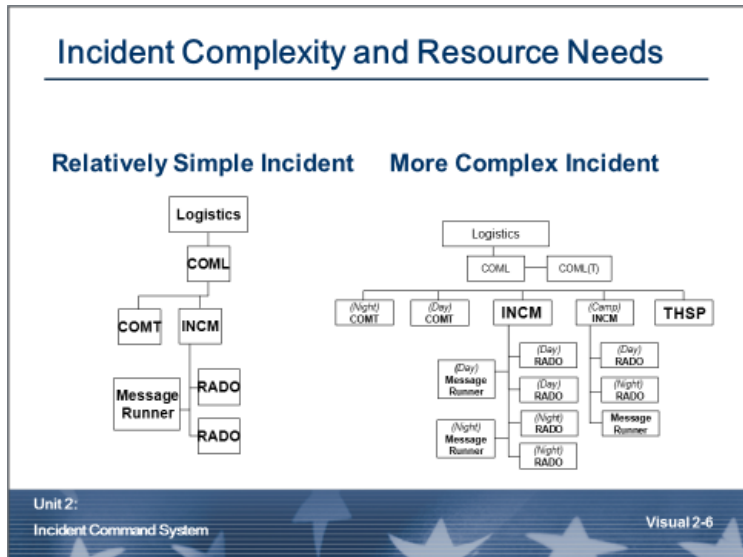 Incident Complexity and Resource Needs
Relatively Simple Incident
Logistics
COML
COMT
INCM
Message
Runner
RADO
RADO
More Complex Incident
Logistics
COML
COML(T)
(Night)
COMT
(Day)
COMT
INCM
(Camp)
INCM
THSP
(Day)
Message
Runner
(Night)
Message
Runner
(Day)
RADO
(Day)
RADO
(Night)
RADO
(Night)
RADO
(Day)
RADO
(Night)
RADO
Message
Runner
Unit 2:
Incident Command System
Visual 2-6